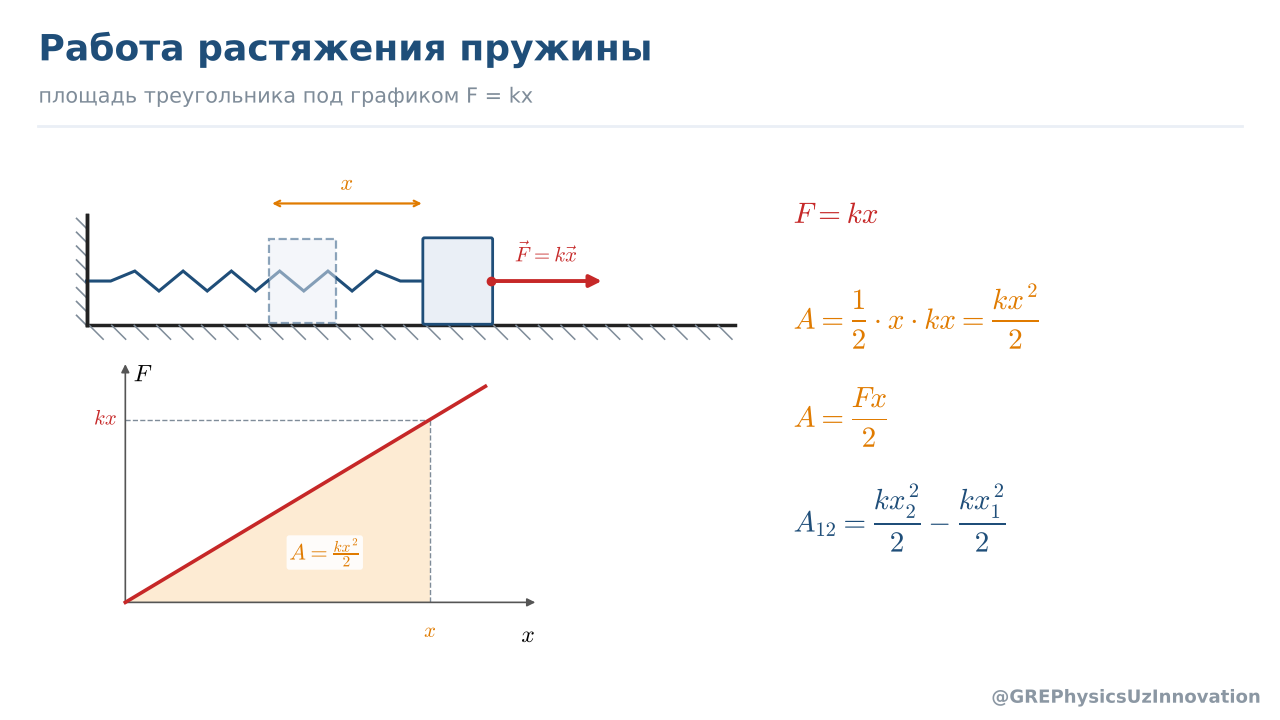 Работа растяжения пружины
площадь треугольника под графиком F = kx
x
F⃗ = kx⃗
F = kx
A = 1/2 · x · kx = kx²/2
A = Fx/2
A₁₂ = kx₂²/2 − kx₁²/2
F
kx
A = kx²/2
x
x
@GREPhysicsUzInnovation